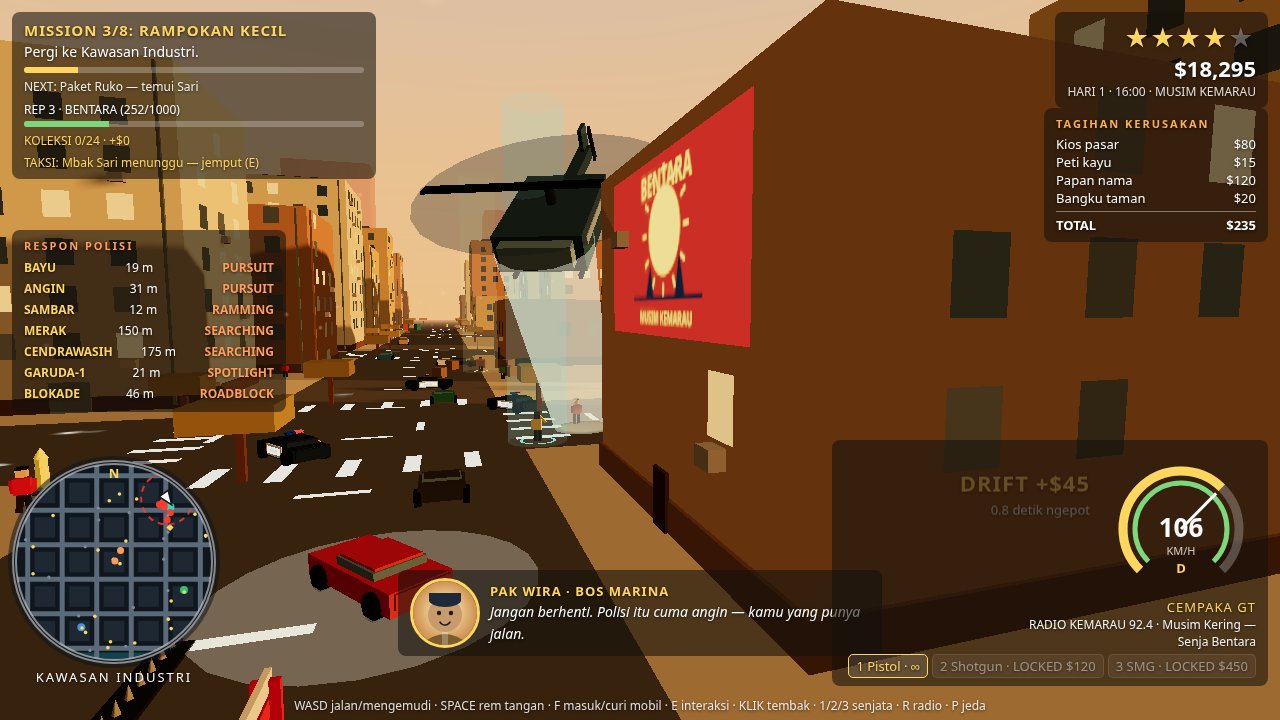 MISSION 3/8: RAMPOKAN KECIL
Pergi ke Kawasan Industri.
NEXT: Paket Ruko — temui Sari
REP 3 · BENTARA (252/1000)
KOLEKSI 0/24 · +$0
TAKSI: Mbak Sari menunggu — jemput (E)
$18,295
HARI 1 · 16:00 · MUSIM KEMARAU
TAGIHAN KERUSAKAN
Kios pasar $80
Peti kayu $15
Papan nama $120
Bangku taman $20
TOTAL $235
RESPON POLISI
BAYU 19 m PURSUIT
ANGIN 31 m PURSUIT
SAMBAR 12 m RAMMING
MERAK 150 m SEARCHING
CENDRAWASIH 175 m SEARCHING
GARUDA-1 21 m SPOTLIGHT
BLOKADE 46 m ROADBLOCK
BENTARA
MUSIM KEMARAU
N
KAWASAN INDUSTRI
PAK WIRA · BOS MARINA
Jangan berhenti. Polisi itu cuma angin — kamu yang punya
jalan.
DRIFT +$45
0.8 detik ngepot
106
KM/H
D
CEMPAKA GT
RADIO KEMARAU 92.4 · Musim Kering —
Senja Bentara
1 Pistol · ∞ 2 Shotgun · LOCKED $120 3 SMG · LOCKED $450
WASD jalan/mengemudi · SPACE rem tangan · F masuk/curi mobil · E interaksi · KLIK tembak · 1/2/3 senjata · R radio · P jeda